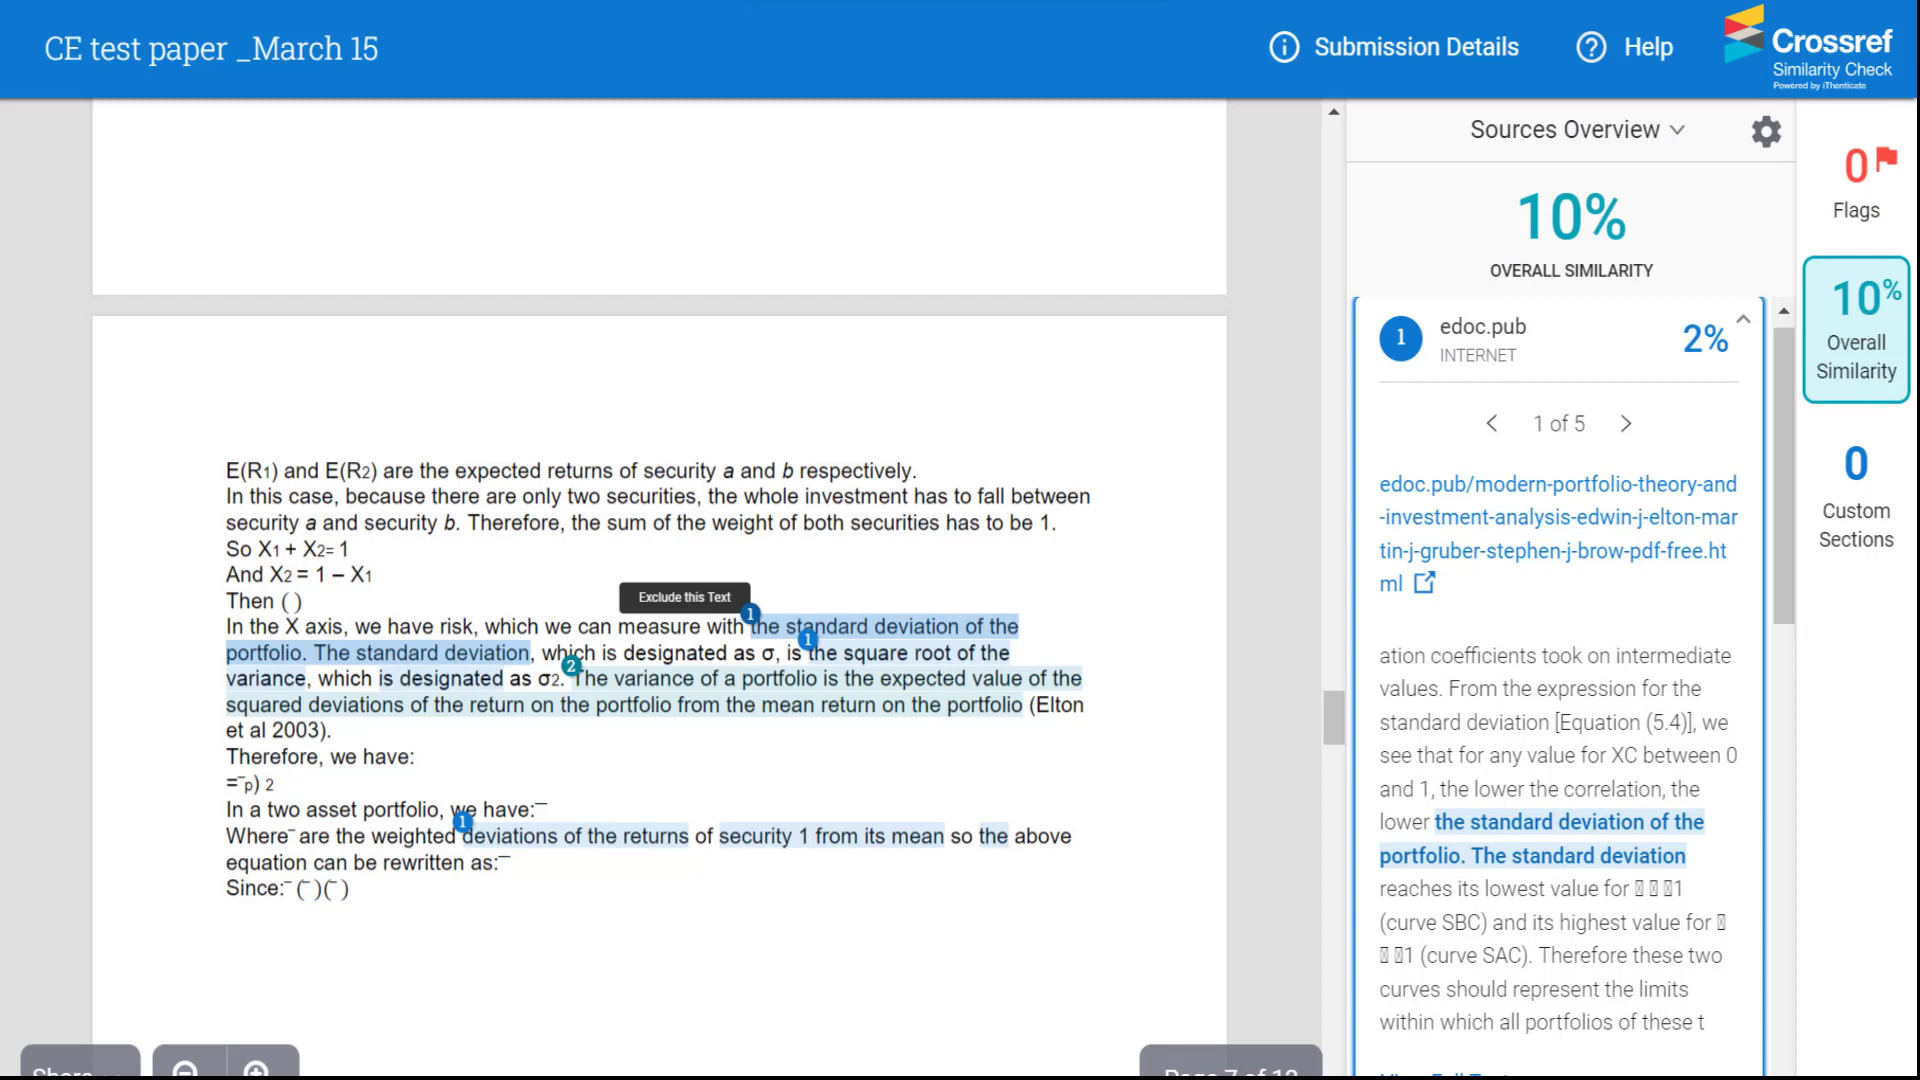 CE test paper _March 15
Submission Details
Help
Crossref
Similarity Check
Powered by iThenticate
E(R1) and E(R2) are the expected returns of security a and b respectively.
In this case, because there are only two securities, the whole investment has to fall between
security a and security b. Therefore, the sum of the weight of both securities has to be 1.
So X1 + X2= 1
And X2 = 1 – X1
Then ( )
Exclude this Text
1
In the X axis, we have risk, which we can measure with the standard deviation of the
1
portfolio. The standard deviation, which is designated as σ, is the square root of the
2
variance, which is designated as σ2. The variance of a portfolio is the expected value of the
squared deviations of the return on the portfolio from the mean return on the portfolio (Elton
et al 2003).
Therefore, we have:
= ̅p) 2
In a two asset portfolio, we have: ̅
1
Where ̅ are the weighted deviations of the returns of security 1 from its mean so the above
equation can be rewritten as: ̅
Since: ̅ ( ̅ )( ̅ )
Page 7 of
Sources Overview
10%
OVERALL SIMILARITY
1
edoc.pub
INTERNET
2%
1 of 5
edoc.pub/modern-portfolio-theory-and
-investment-analysis-edwin-j-elton-mar
tin-j-gruber-stephen-j-brow-pdf-free.ht
ml
ation coefficients took on intermediate
values. From the expression for the
standard deviation [Equation (5.4)], we
see that for any value for XC between 0
and 1, the lower the correlation, the
lower the standard deviation of the
portfolio. The standard deviation
reaches its lowest value for 1
(curve SBC) and its highest value for
1 (curve SAC). Therefore these two
curves should represent the limits
within which all portfolios of these t
0
Flags
10%
Overall
Similarity
0
Custom
Sections